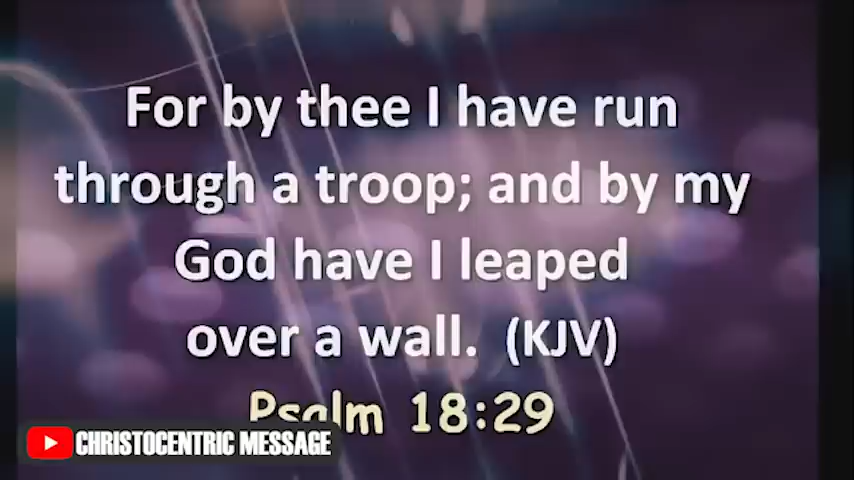 For by thee I have run
through a troop; and by my
God have I leaped
over a wall. (KJV)
Psalm 18:29
CHRISTOCENTRIC MESSAGE